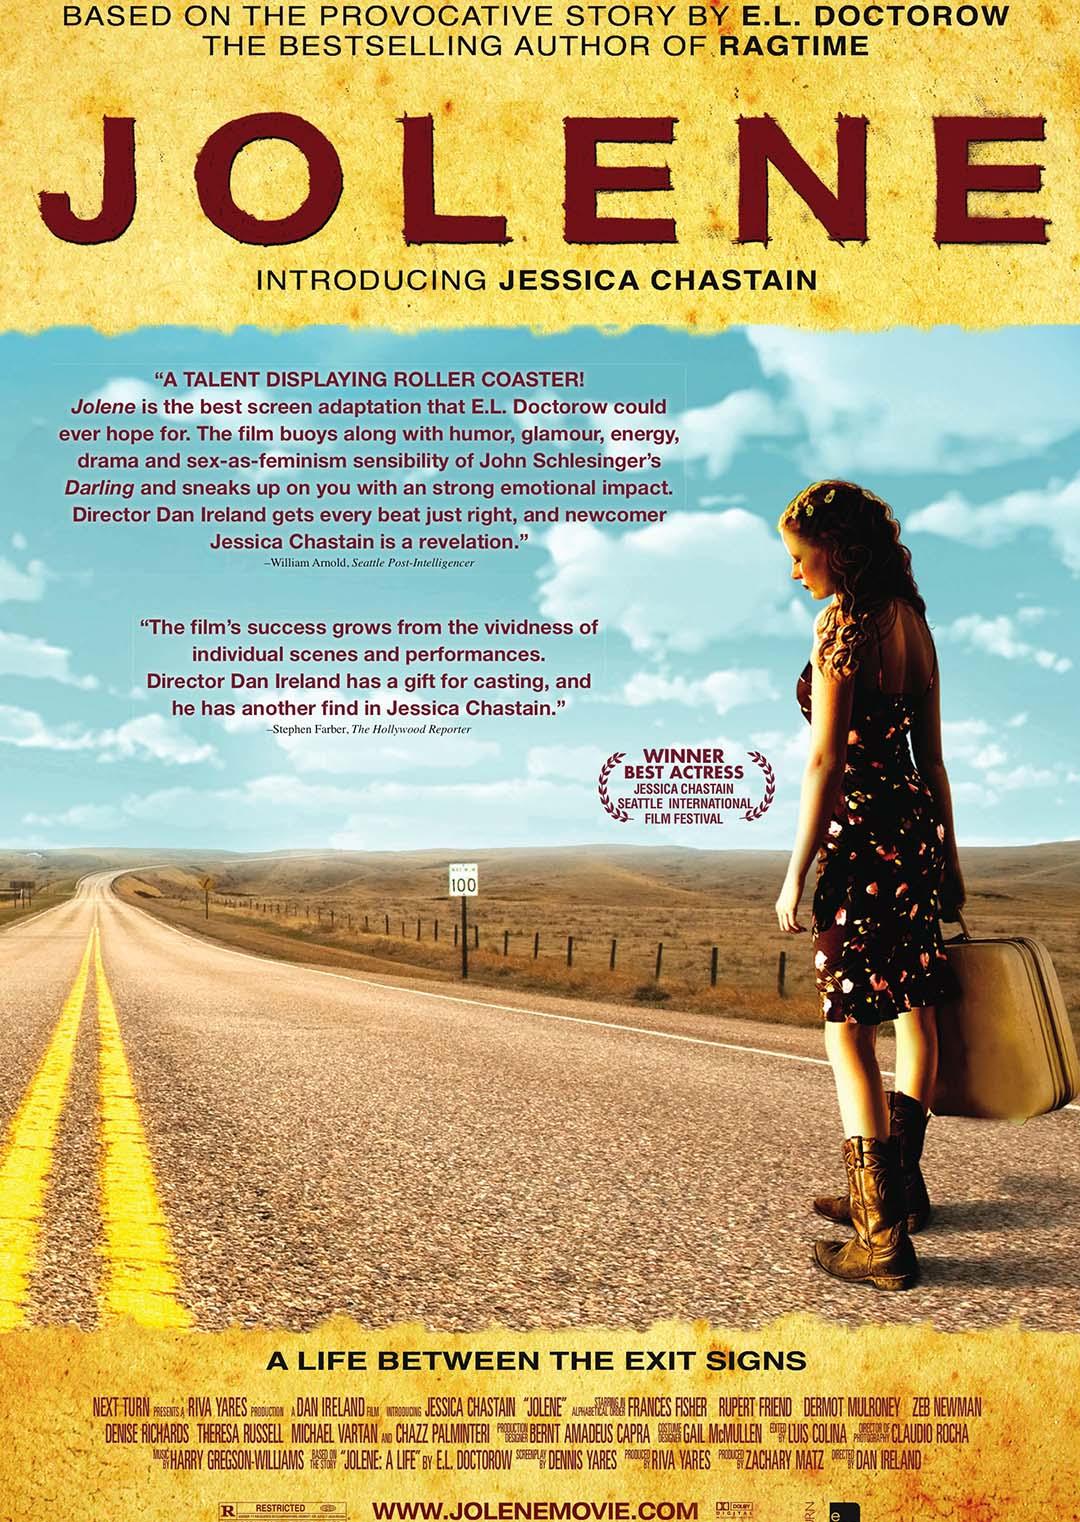 BASED ON THE PROVOCATIVE STORY BY E.L. DOCTOROW
THE BESTSELLING AUTHOR OF RAGTIME
JOLENE
INTRODUCING JESSICA CHASTAIN
“A TALENT DISPLAYING ROLLER COASTER!
Jolene is the best screen adaptation that E.L. Doctorow could
ever hope for. The film buoys along with humor, glamour, energy,
drama and sex-as-feminism sensibility of John Schlesinger’s
Darling and sneaks up on you with an strong emotional impact.
Director Dan Ireland gets every beat just right, and newcomer
Jessica Chastain is a revelation.”
–William Arnold, Seattle Post-Intelligencer
“The film’s success grows from the vividness of
individual scenes and performances.
Director Dan Ireland has a gift for casting, and
he has another find in Jessica Chastain.”
–Stephen Farber, The Hollywood Reporter
WINNER
BEST ACTRESS
JESSICA CHASTAIN
SEATTLE INTERNATIONAL
FILM FESTIVAL
MAXIMUM
100
A LIFE BETWEEN THE EXIT SIGNS
NEXT TURN PRESENTS A RIVA YARES PRODUCTION A DAN IRELAND FILM INTRODUCING JESSICA CHASTAIN “JOLENE” STARRING IN ALPHABETICAL ORDER FRANCES FISHER RUPERT FRIEND DERMOT MULRONEY ZEB NEWMAN
DENISE RICHARDS THERESA RUSSELL MICHAEL VARTAN AND CHAZZ PALMINTERI PRODUCTION DESIGNER BERNT AMADEUS CAPRA COSTUME DESIGNER GAIL McMULLEN EDITED BY LUIS COLINA DIRECTOR OF PHOTOGRAPHY CLAUDIO ROCHA
MUSIC BY HARRY GREGSON-WILLIAMS BASED ON THE STORY “JOLENE: A LIFE” BY E.L. DOCTOROW SCREENPLAY BY DENNIS YARES PRODUCED BY RIVA YARES PRODUCED BY ZACHARY MATZ DIRECTED BY DAN IRELAND
R RESTRICTED
WWW.JOLENEMOVIE.COM
DOLBY
DIGITAL